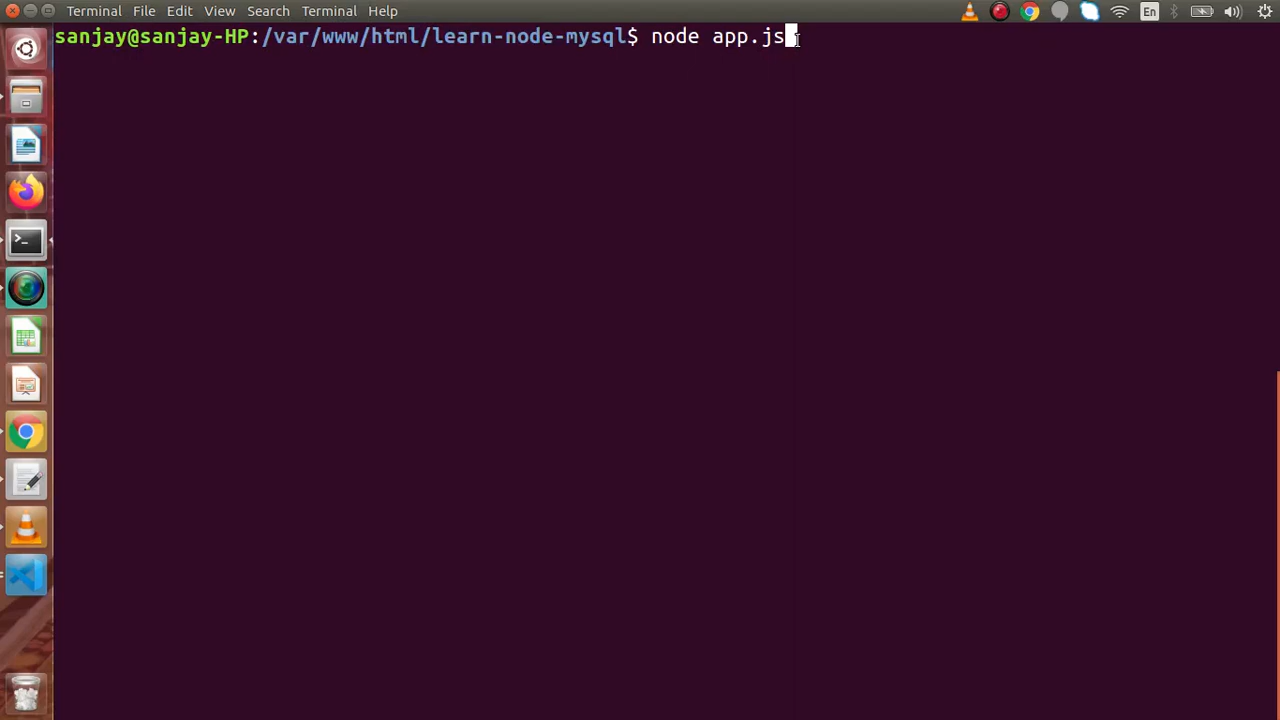 Terminal File Edit View Search Terminal Help En
sanjay@sanjay-HP:/var/www/html/learn-node-mysql$ node app.js